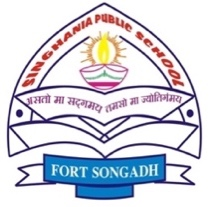 SINGHANIA PUBLIC SCHOOL
असतो मा सद्गमय तमसो मा ज्योतिर्गमय
FORT SONGADH